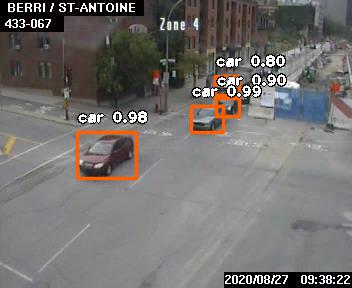 BERRI / ST-ANTOINE
433-067
Zone 4
car 0.80
car 0.90
car 0.99
car 0.98
2020/08/27 09:38:22